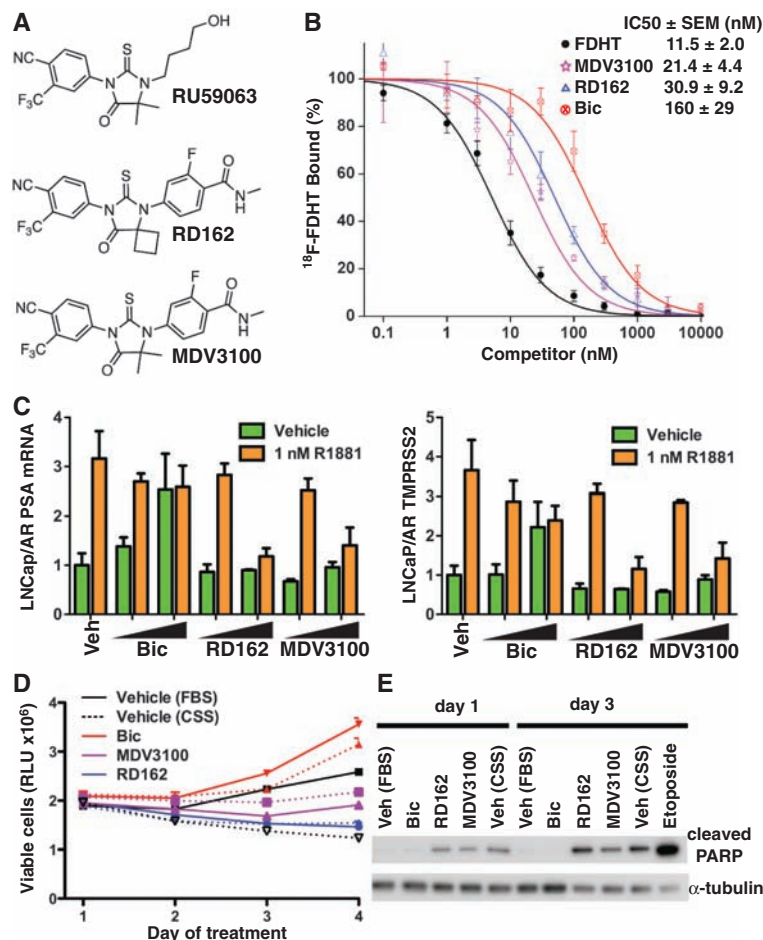 A
OH
NC
S
N
N
F3C
O
RU59063
F
O
NC
S
N
N
N
H
F3C
O
RD162
F
O
NC
S
N
N
N
H
F3C
O
MDV3100
B
IC50 ± SEM (nM)
FDHT 11.5 ± 2.0
MDV3100 21.4 ± 4.4
RD162 30.9 ± 9.2
Bic 160 ± 29
18F-FDHT Bound (%)
100
80
60
40
20
0
0.1 1 10 100 1000 10000
Competitor (nM)
C
LNCap/AR PSA mRNA
4
3
2
1
0
Vehicle
1 nM R1881
Veh Bic RD162 MDV3100
LNCaP/AR TMPRSS2
5
4
3
2
1
0
Vehicle
1 nM R1881
Veh Bic RD162 MDV3100
D
Viable cells (RLU x10⁶)
4
3
2
1
0
Vehicle (FBS)
Vehicle (CSS)
Bic
MDV3100
RD162
1 2 3 4
Day of treatment
E
day 1 day 3
Veh (FBS)
Bic
RD162
MDV3100
Veh (CSS)
Veh (FBS)
Bic
RD162
MDV3100
Veh (CSS)
Etoposide
cleaved
PARP
α-tubulin